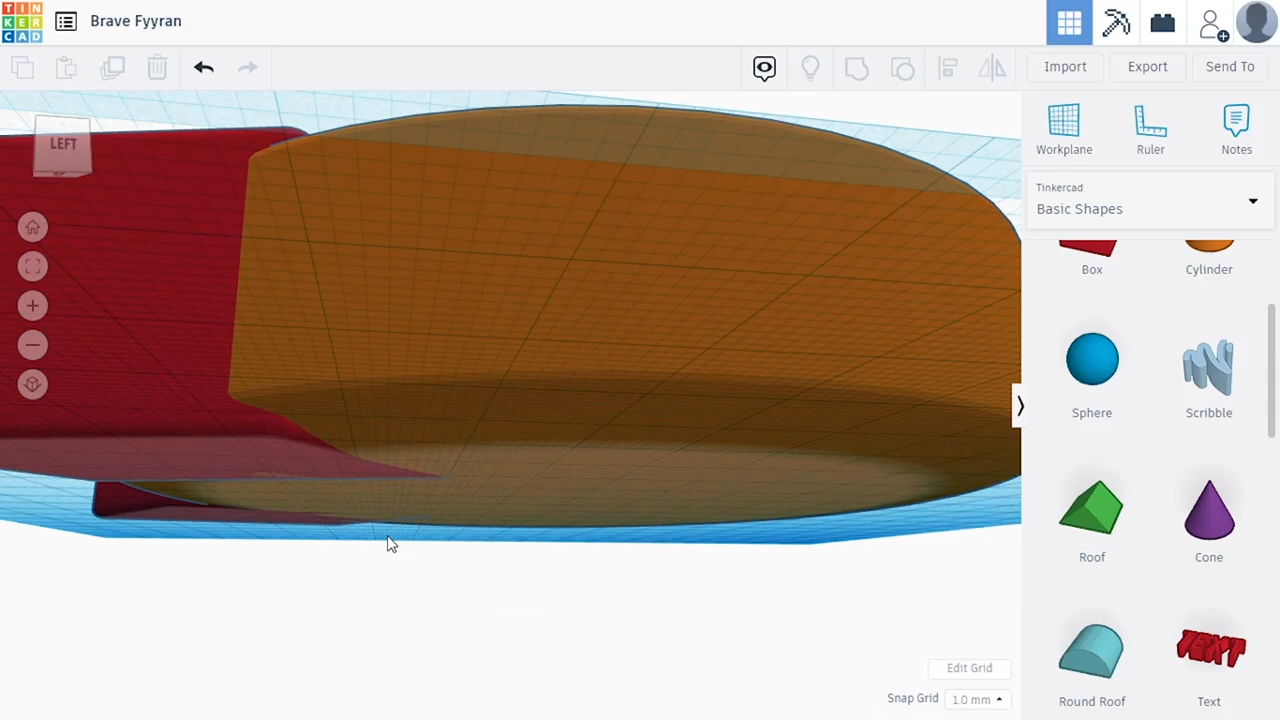 TIN
KER
CAD
Brave Fyyran
Import
Export
Send To
LEFT
Workplane
Ruler
Notes
Tinkercad
Basic Shapes
Box
Cylinder
Sphere
Scribble
Roof
Cone
TEXT
Round Roof
Text
Edit Grid
Snap Grid
1.0 mm